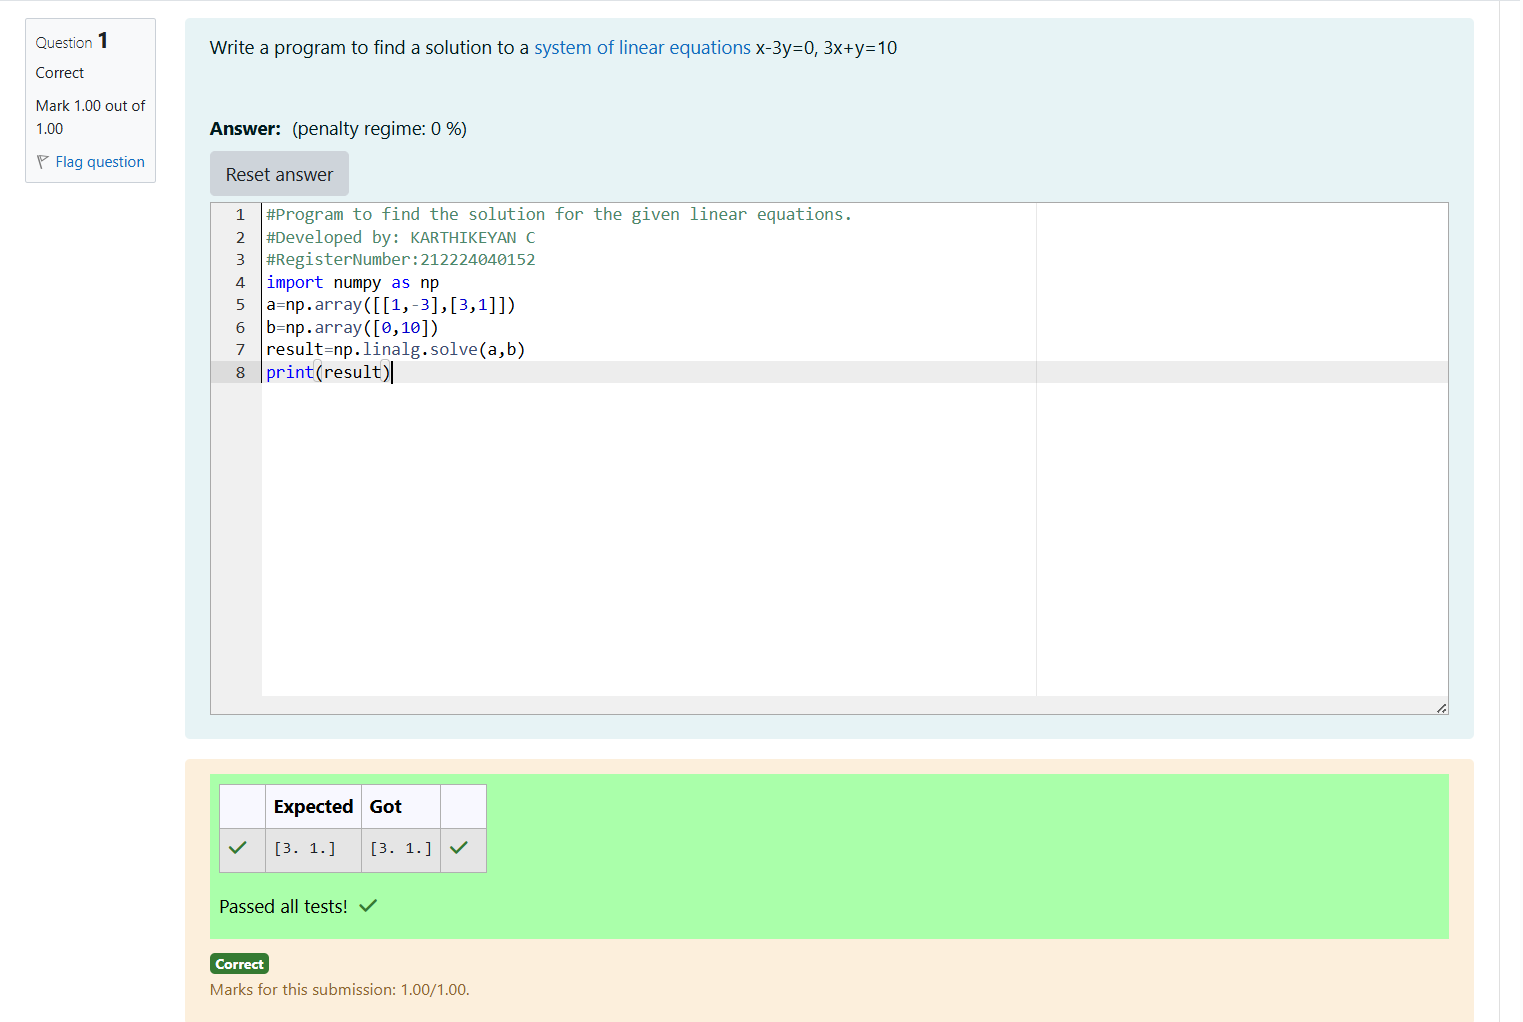 Question 1
Correct
Mark 1.00 out of
1.00
Flag question
Write a program to find a solution to a system of linear equations x-3y=0, 3x+y=10
Answer: (penalty regime: 0 %)
Reset answer
1 #Program to find the solution for the given linear equations.
2 #Developed by: KARTHIKEYAN C
3 #RegisterNumber:212224040152
4 import numpy as np
5 a=np.array([[1,-3],[3,1]])
6 b=np.array([0,10])
7 result=np.linalg.solve(a,b)
8 print(result)
Expected Got
[3. 1.] [3. 1.]
Passed all tests!
Correct
Marks for this submission: 1.00/1.00.